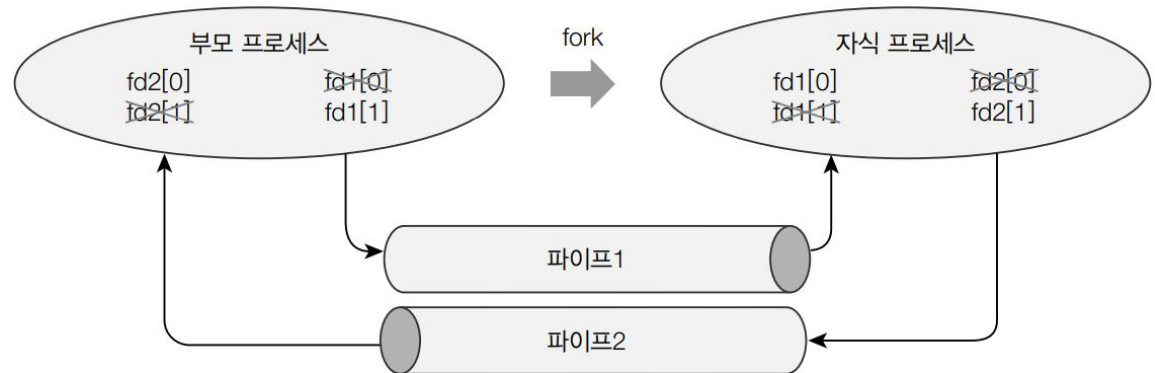 부모 프로세스
fd2[0] fd1[0]
fd2[1] fd1[1]
fork
자식 프로세스
fd1[0] fd2[0]
fd1[1] fd2[1]
파이프1
파이프2